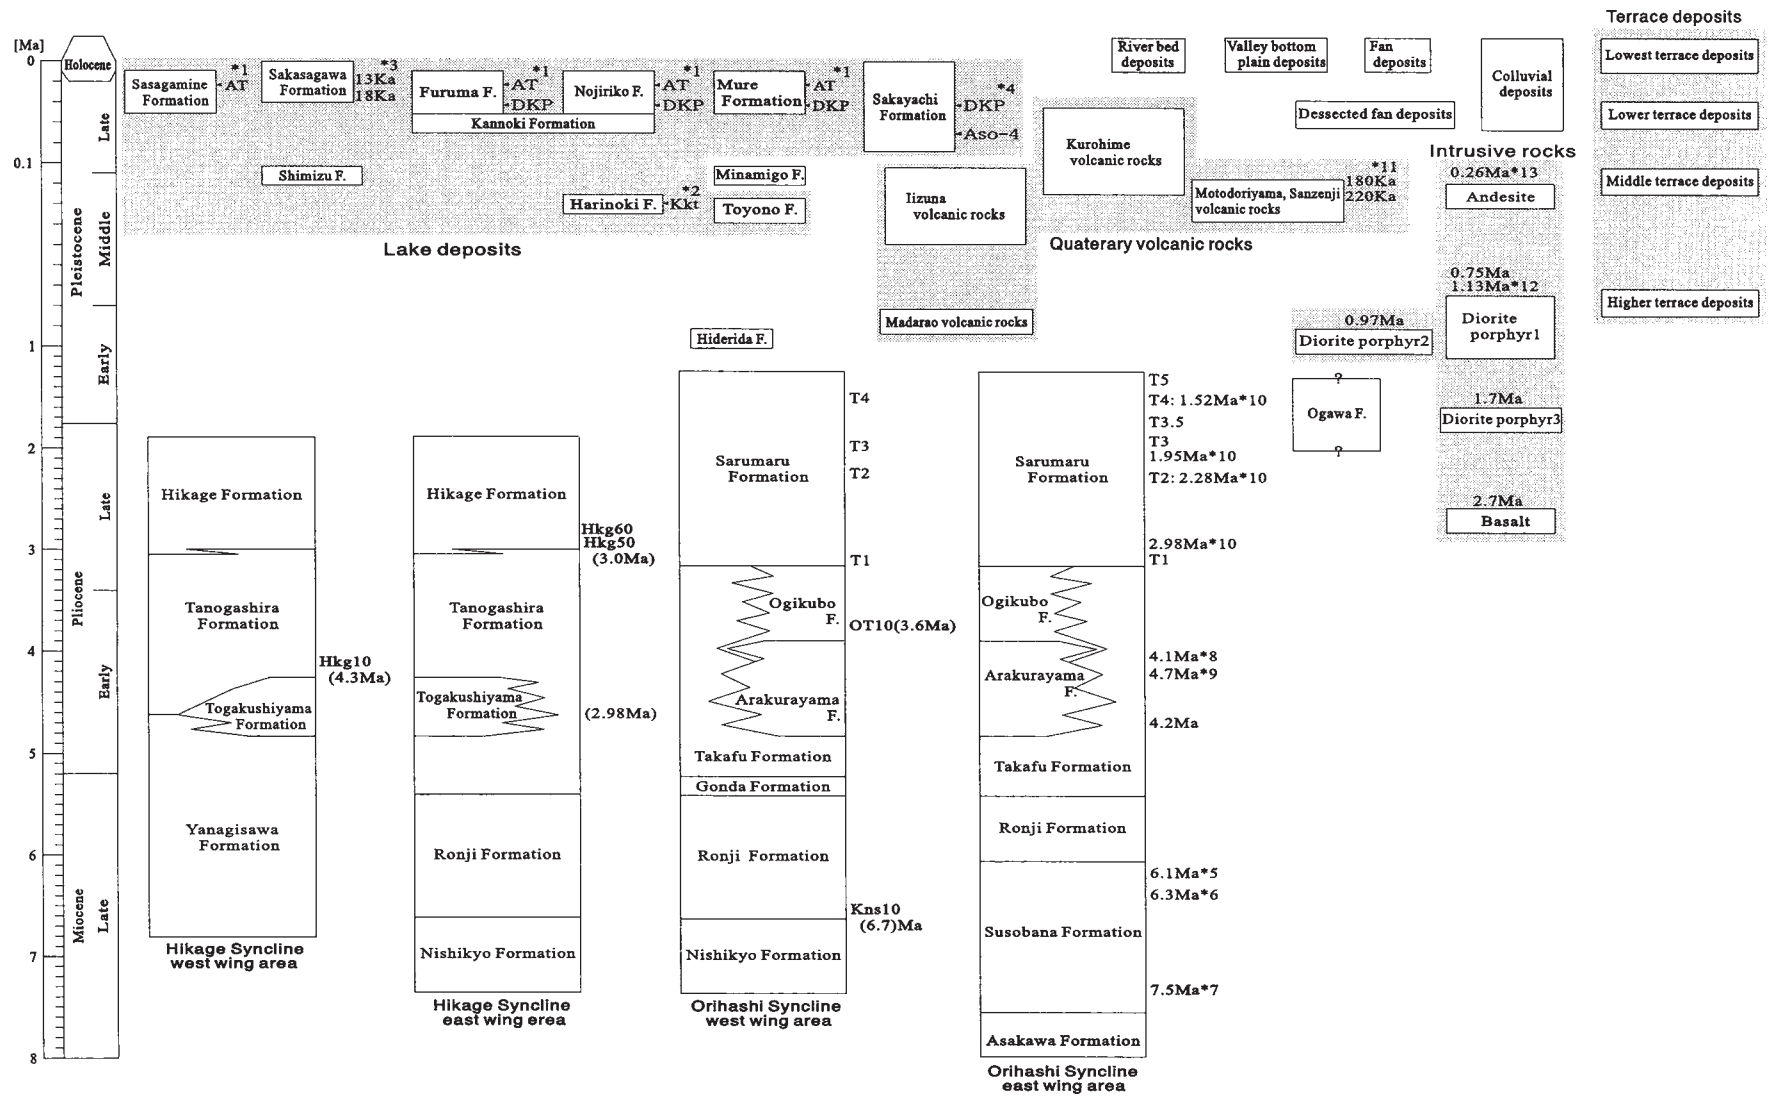 [Ma]
0
0.1
1
2
3
4
5
6
7
8
Holocene
Pleistocene
Late
Middle
Early
Pliocene
Late
Early
Miocene
Late
Sasagamine
Formation
*1
AT
Sakasagawa
Formation
*3
13Ka
18Ka
Furuma F.
*1
AT
DKP
Nojiriko F.
*1
AT
DKP
Kannoki Formation
Mure
Formation
*1
AT
DKP
Sakayachi
Formation
*4
DKP
Aso-4
Shimizu F.
Harinoki F.
*2
Kkt
Minamigo F.
Toyono F.
Lake deposits
Iizuna
volcanic rocks
Kurohime
volcanic rocks
Motodoriyama, Sanzenji
volcanic rocks
*11
180Ka
220Ka
Quaterary volcanic rocks
Madarao volcanic rocks
River bed
deposits
Valley bottom
plain deposits
Fan
deposits
Dessected fan deposits
Colluvial
deposits
Intrusive rocks
0.26Ma*13
Andesite
0.75Ma
1.13Ma*12
Diorite
porphyr1
0.97Ma
Diorite porphyr2
1.7Ma
Diorite porphyr3
2.7Ma
Basalt
Terrace deposits
Lowest terrace deposits
Lower terrace deposits
Middle terrace deposits
Higher terrace deposits
Hiderida F.
?
Ogawa F.
?
Hikage Formation
Tanogashira
Formation
Hkg10
(4.3Ma)
Togakushiyama
Formation
Yanagisawa
Formation
Hikage Syncline
west wing area
Hikage Formation
Hkg60
Hkg50
(3.0Ma)
Tanogashira
Formation
Togakushiyama
Formation
(2.98Ma)
Ronji Formation
Nishikyo Formation
Hikage Syncline
east wing erea
T4
T3
Sarumaru
Formation
T2
T1
Ogikubo
F.
OT10(3.6Ma)
Arakurayama
F.
Takafu Formation
Gonda Formation
Ronji Formation
Kns10
(6.7)Ma
Nishikyo Formation
Orihashi Syncline
west wing area
T5
T4: 1.52Ma*10
T3.5
T3
1.95Ma*10
Sarumaru
Formation
T2: 2.28Ma*10
2.98Ma*10
T1
Ogikubo
F.
4.1Ma*8
4.7Ma*9
Arakurayama
F.
4.2Ma
Takafu Formation
Ronji Formation
6.1Ma*5
6.3Ma*6
Susobana Formation
7.5Ma*7
Asakawa Formation
Orihashi Syncline
east wing area